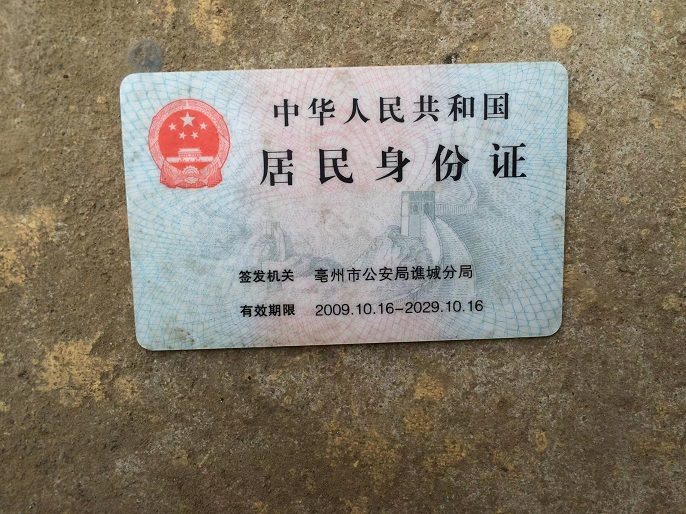 中华人民共和国
居民身份证
签发机关 亳州市公安局谯城分局
有效期限 2009.10.16-2029.10.16